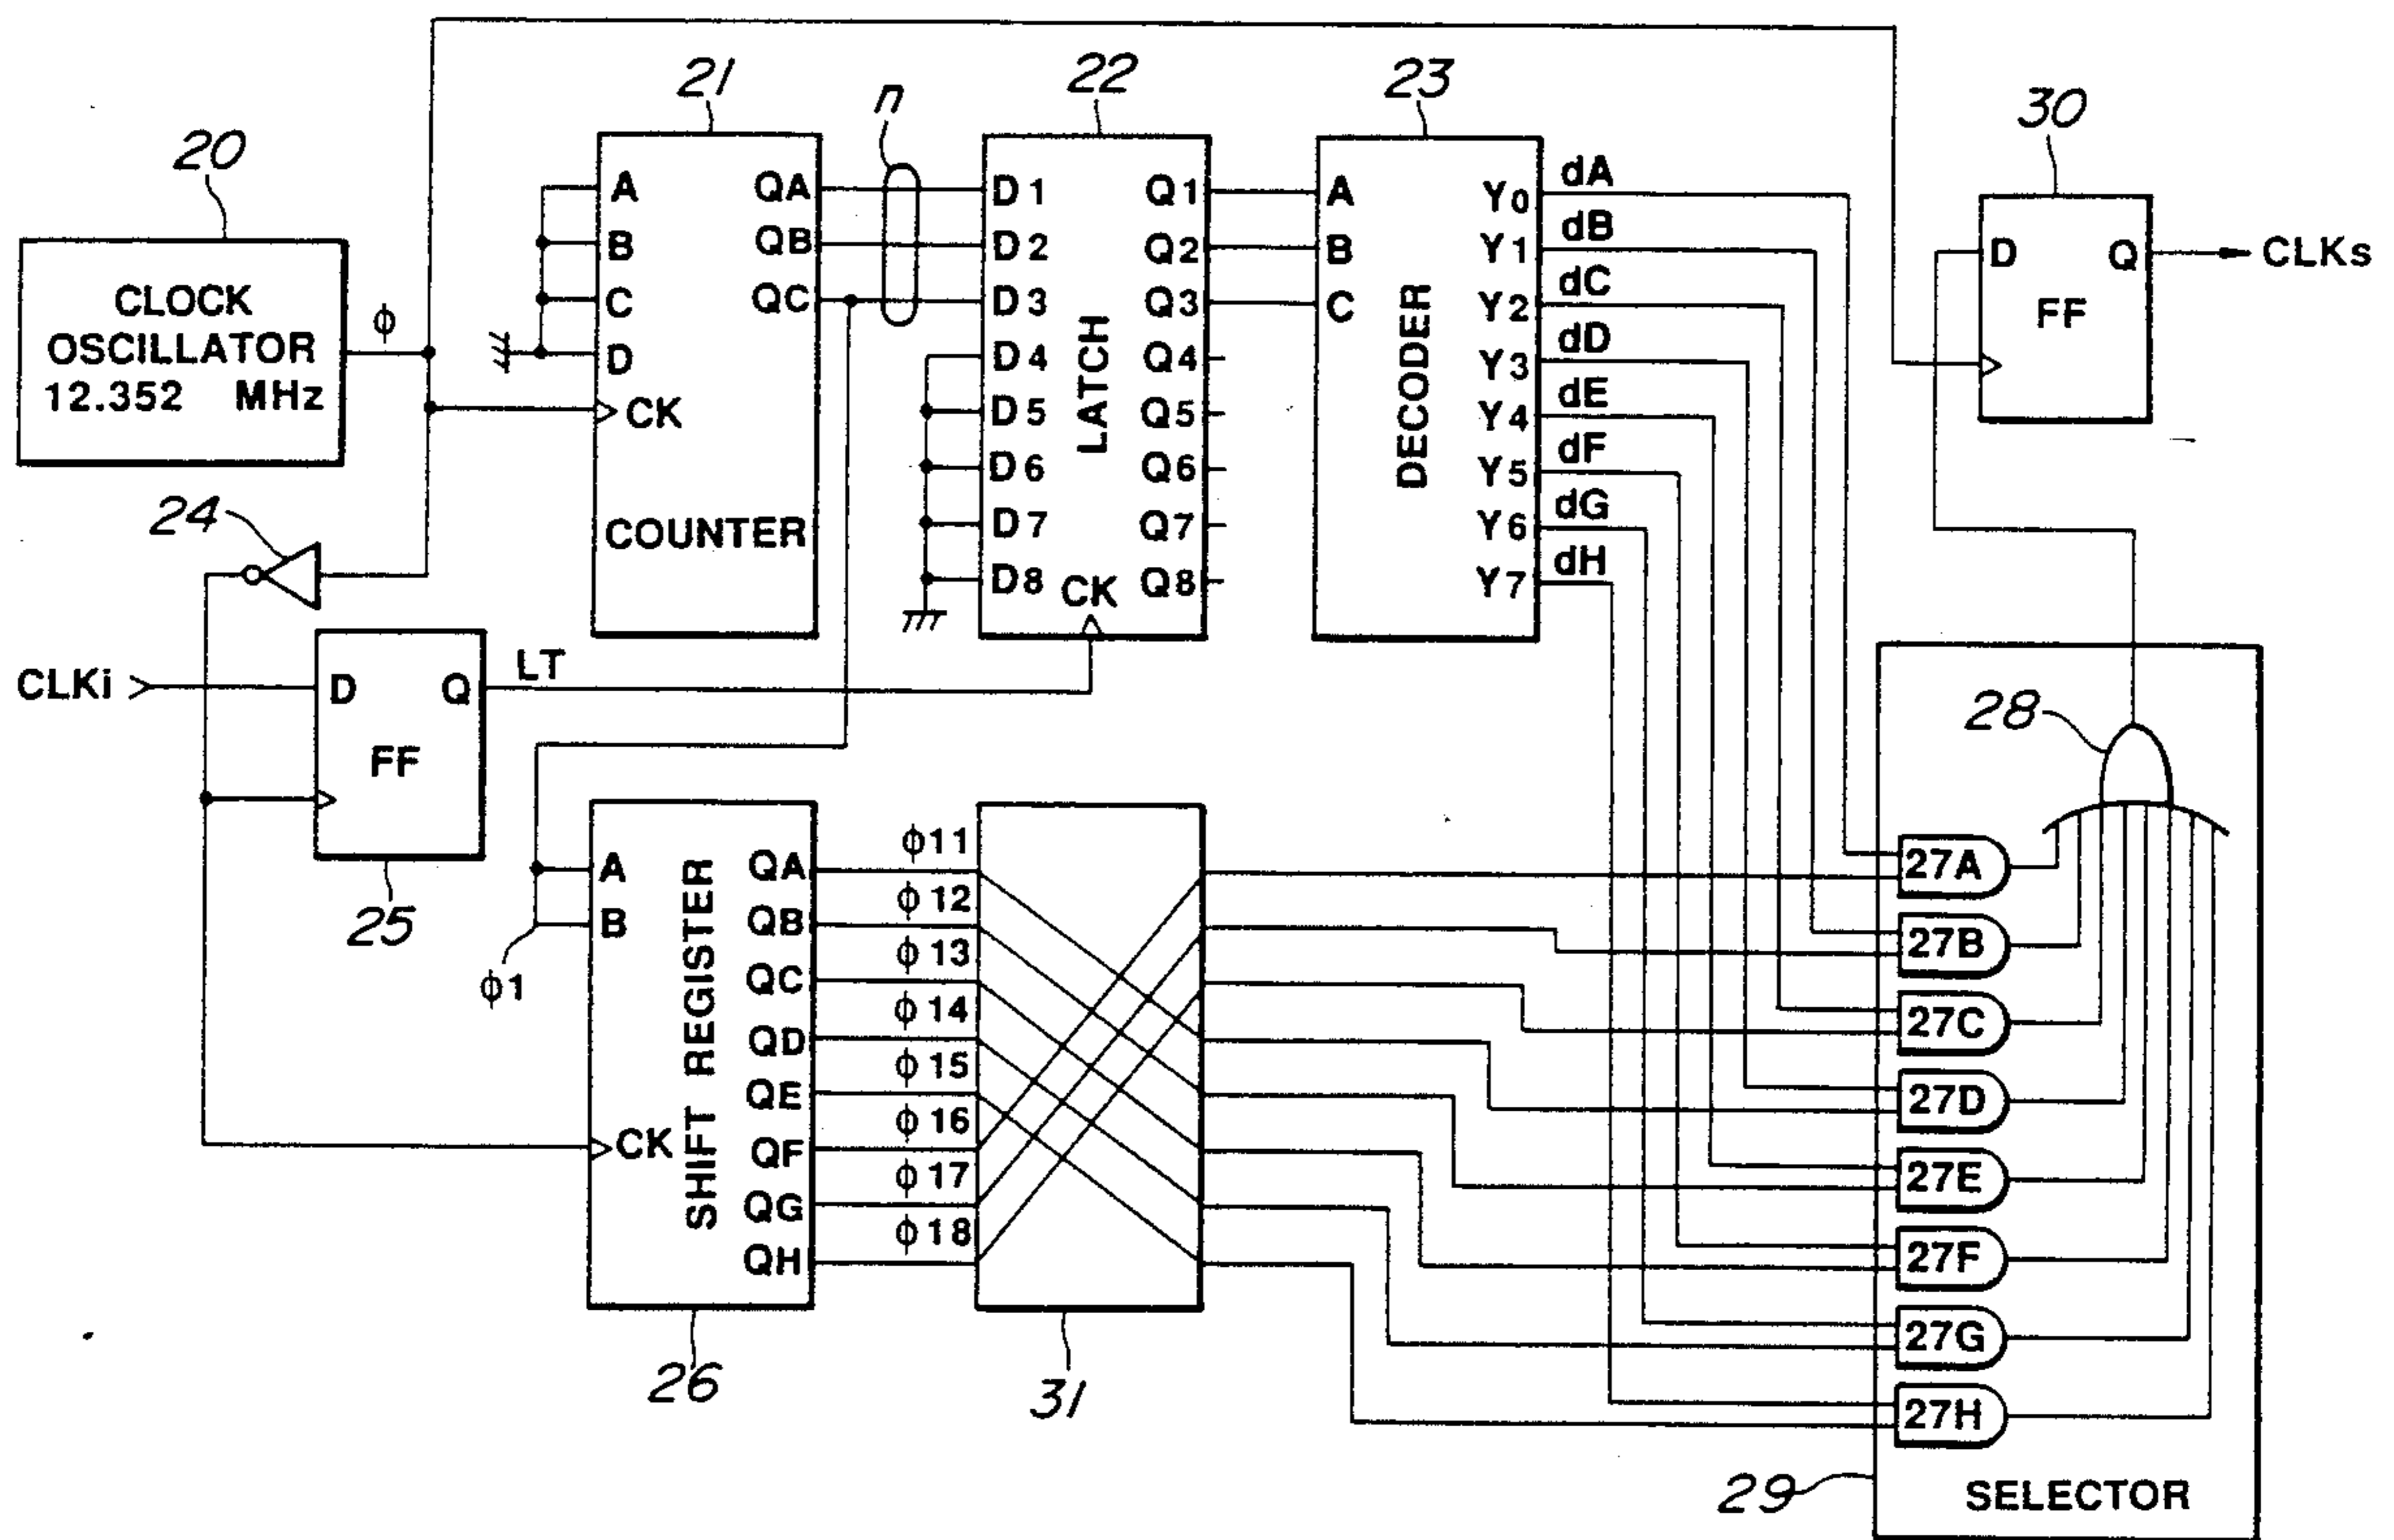 20
CLOCK
OSCILLATOR
12.352 MHz
ϕ
24
CLKi
21
A
B
C
D
CK
COUNTER
QA
QB
QC
n
22
D1
D2
D3
D4
D5
D6
D7
D8
LATCH
CK
Q1
Q2
Q3
Q4
Q5
Q6
Q7
Q8
23
A
B
C
DECODER
Y0
Y1
Y2
Y3
Y4
Y5
Y6
Y7
dA
dB
dC
dD
dE
dF
dG
dH
30
D
Q
FF
CLKs
D
Q
FF
25
LT
ϕ1
A
B
CK
SHIFT REGISTER
QA
QB
QC
QD
QE
QF
QG
QH
26
ϕ11
ϕ12
ϕ13
ϕ14
ϕ15
ϕ16
ϕ17
ϕ18
31
28
27A
27B
27C
27D
27E
27F
27G
27H
29
SELECTOR